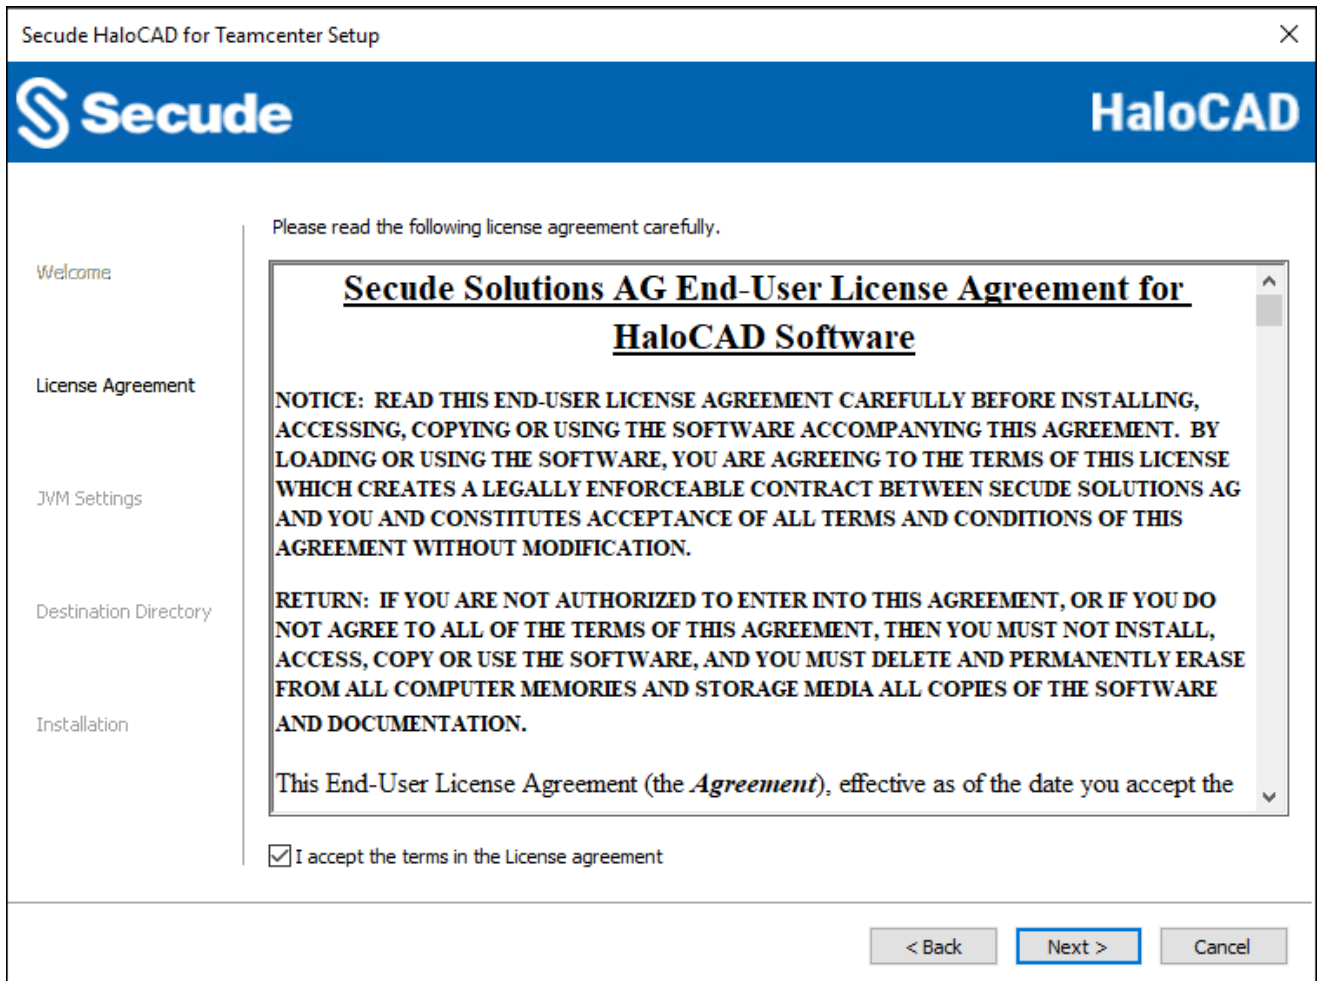 Secude HaloCAD for Teamcenter Setup
Secude
HaloCAD
Please read the following license agreement carefully.
Welcome
License Agreement
JVM Settings
Destination Directory
Installation
Secude Solutions AG End-User License Agreement for
HaloCAD Software
NOTICE:  READ THIS END-USER LICENSE AGREEMENT CAREFULLY BEFORE INSTALLING,
ACCESSING, COPYING OR USING THE SOFTWARE ACCOMPANYING THIS AGREEMENT.  BY
LOADING OR USING THE SOFTWARE, YOU ARE AGREEING TO THE TERMS OF THIS LICENSE
WHICH CREATES A LEGALLY ENFORCEABLE CONTRACT BETWEEN SECUDE SOLUTIONS AG
AND YOU AND CONSTITUTES ACCEPTANCE OF ALL TERMS AND CONDITIONS OF THIS
AGREEMENT WITHOUT MODIFICATION.
RETURN:  IF YOU ARE NOT AUTHORIZED TO ENTER INTO THIS AGREEMENT, OR IF YOU DO
NOT AGREE TO ALL OF THE TERMS OF THIS AGREEMENT, THEN YOU MUST NOT INSTALL,
ACCESS, COPY OR USE THE SOFTWARE, AND YOU MUST DELETE AND PERMANENTLY ERASE
FROM ALL COMPUTER MEMORIES AND STORAGE MEDIA ALL COPIES OF THE SOFTWARE
AND DOCUMENTATION.
This End-User License Agreement (the Agreement), effective as of the date you accept the
I accept the terms in the License agreement
< Back
Next >
Cancel